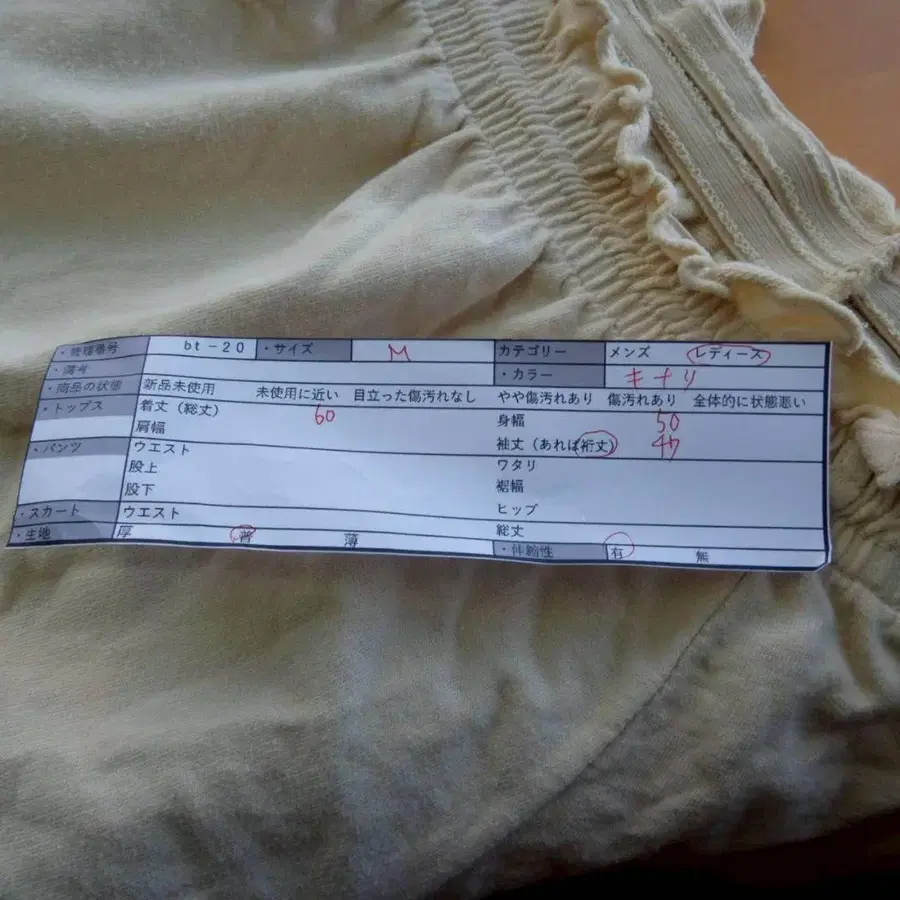 ・管理番号 bt-20 ・サイズ M カテゴリー メンズ レディース
・備考 ・カラー キナリ
・商品の状態 新品未使用 未使用に近い 目立った傷汚れなし やや傷汚れあり 傷汚れあり 全体的に状態悪い
・トップス 着丈(総丈) 60 身幅 50
肩幅 袖丈(あれば裄丈)
・パンツ ウエスト ワタリ
股上 裾幅
股下 ヒップ
・スカート ウエスト 総丈
・生地 厚 普 薄 ・伸縮性 有 無